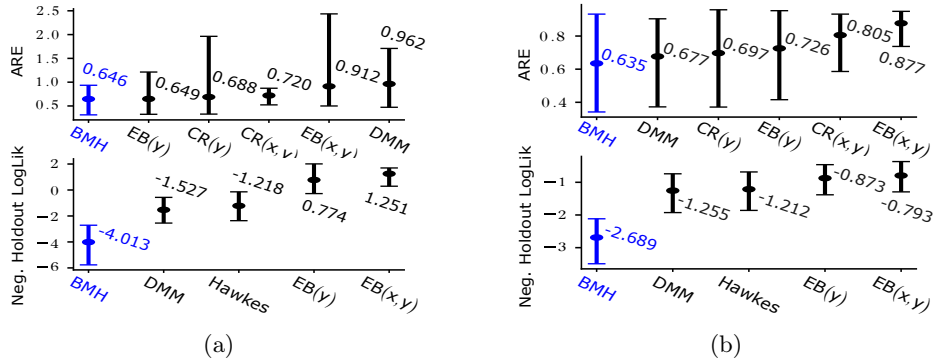 ARE
2.5
2.0
1.5
1.0
0.5
0.646
0.649
0.688
0.720
0.912
0.962
BMH
EB(y)
CR(y)
CR(x,y)
EB(x,y)
DMM
Neg. Holdout LogLik
2
0
−2
−4
−6
-4.013
-1.527
-1.218
0.774
1.251
BMH
DMM
Hawkes
EB(y)
EB(x,y)
(a)
ARE
0.8
0.6
0.4
0.635
0.677
0.697
0.726
0.805
0.877
BMH
DMM
CR(y)
EB(y)
CR(x,y)
EB(x,y)
Neg. Holdout LogLik
−1
−2
−3
-2.689
-1.255
-1.212
-0.873
-0.793
BMH
DMM
Hawkes
EB(y)
EB(x,y)
(b)